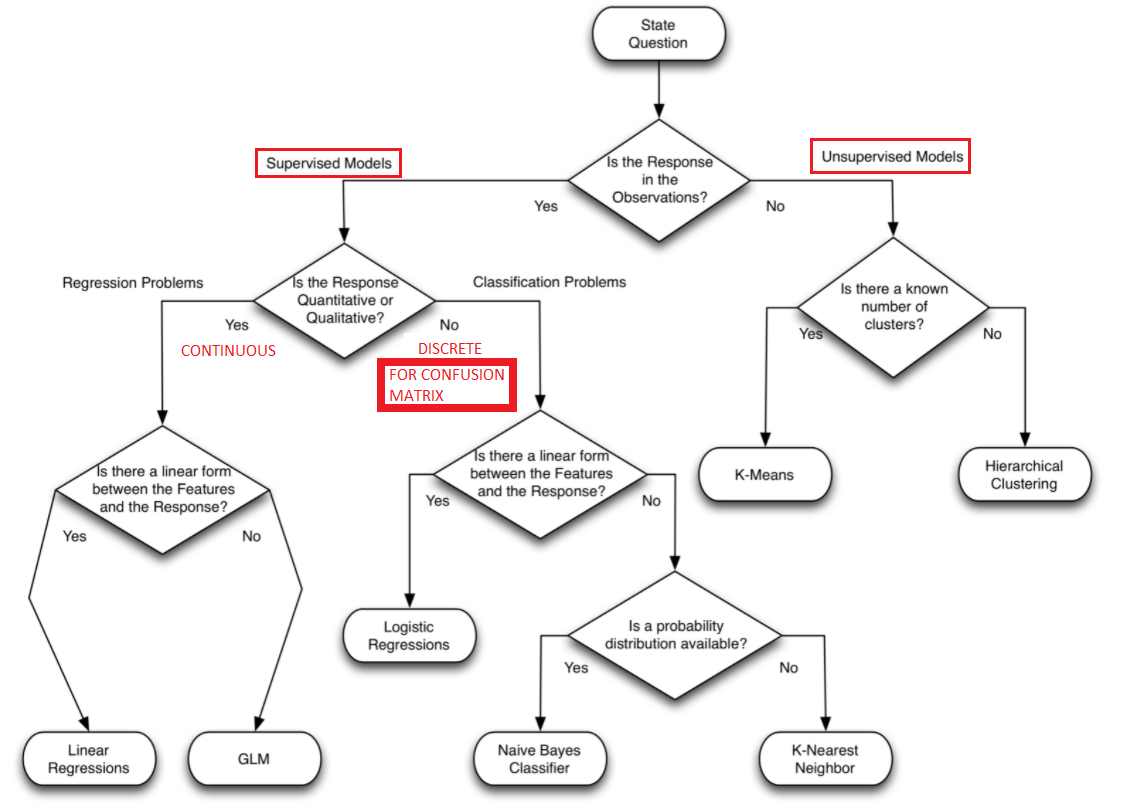 State
Question
Is the Response
in the
Observations?
Supervised Models
Unsupervised Models
Yes
No
Regression Problems
Is the Response
Quantitative or
Qualitative?
Classification Problems
Is there a known
number of
clusters?
Yes
No
Yes
No
CONTINUOUS
DISCRETE
FOR CONFUSION
MATRIX
Is there a linear form
between the Features
and the Response?
Yes
No
Is there a linear form
between the Features
and the Response?
Yes
No
K-Means
Hierarchical
Clustering
Logistic
Regressions
Is a probability
distribution available?
Yes
No
Linear
Regressions
GLM
Naive Bayes
Classifier
K-Nearest
Neighbor